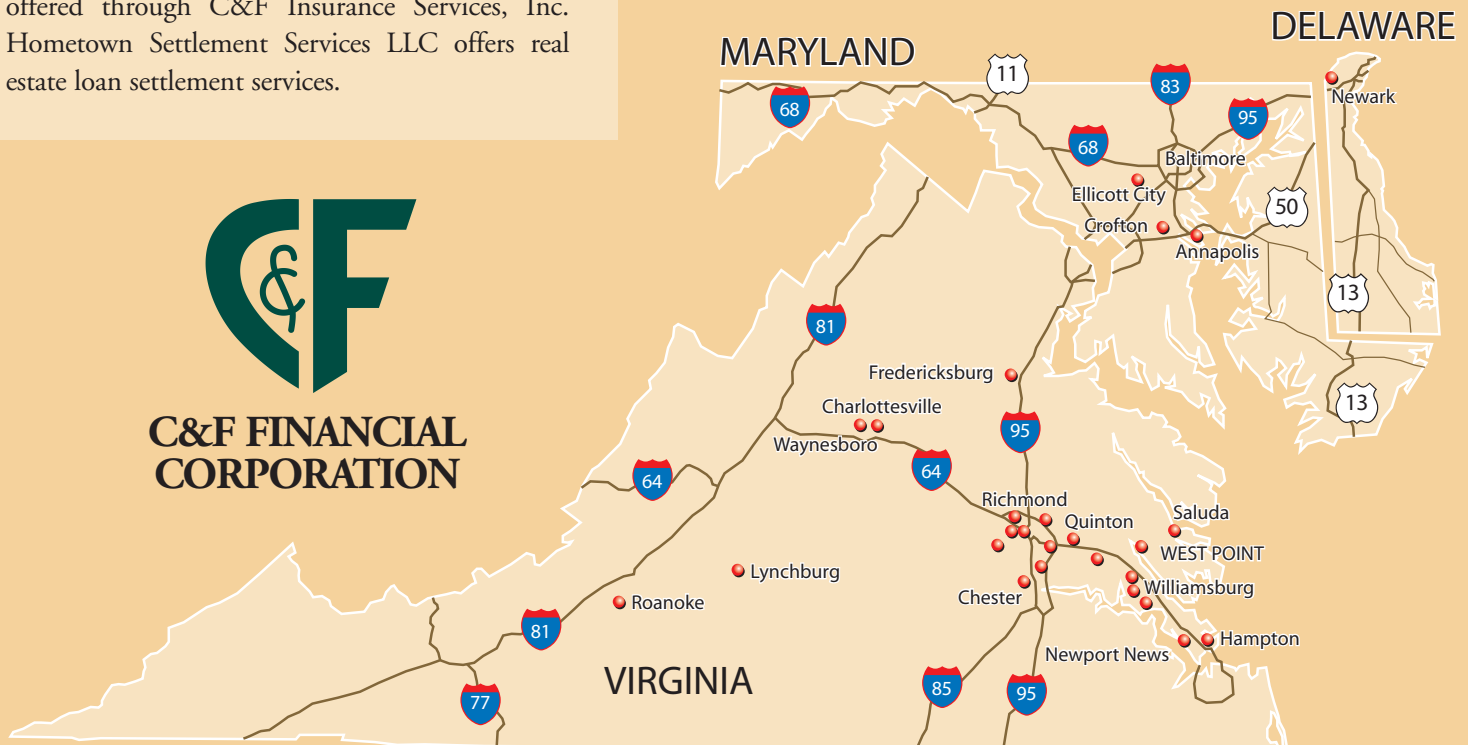 offered through C&F Insurance Services, Inc.
Hometown Settlement Services LLC offers real
estate loan settlement services.
C&F
C&F FINANCIAL
CORPORATION
DELAWARE
MARYLAND
11
83
68
95
Newark
68
Baltimore
Ellicott City
50
Crofton
Annapolis
13
81
Fredericksburg
13
Charlottesville
95
Waynesboro
64
64
Richmond
Saluda
Quinton
WEST POINT
Lynchburg
Williamsburg
Chester
Roanoke
81
Hampton
Newport News
VIRGINIA
85
95
77